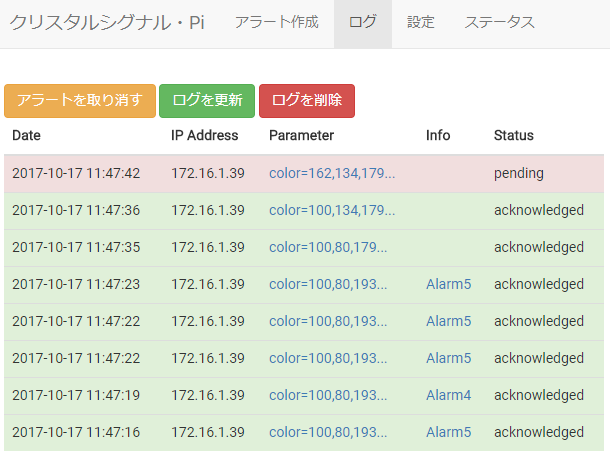 クリスタルシグナル・Pi アラート作成 ログ 設定 ステータス
アラートを取り消す ログを更新 ログを削除
Date IP Address Parameter Info Status
2017-10-17 11:47:42 172.16.1.39 color=162,134,179... pending
2017-10-17 11:47:36 172.16.1.39 color=100,134,179... acknowledged
2017-10-17 11:47:35 172.16.1.39 color=100,80,179... acknowledged
2017-10-17 11:47:23 172.16.1.39 color=100,80,193... Alarm5 acknowledged
2017-10-17 11:47:22 172.16.1.39 color=100,80,193... Alarm5 acknowledged
2017-10-17 11:47:22 172.16.1.39 color=100,80,193... Alarm5 acknowledged
2017-10-17 11:47:19 172.16.1.39 color=100,80,193... Alarm4 acknowledged
2017-10-17 11:47:16 172.16.1.39 color=100,80,193... Alarm5 acknowledged